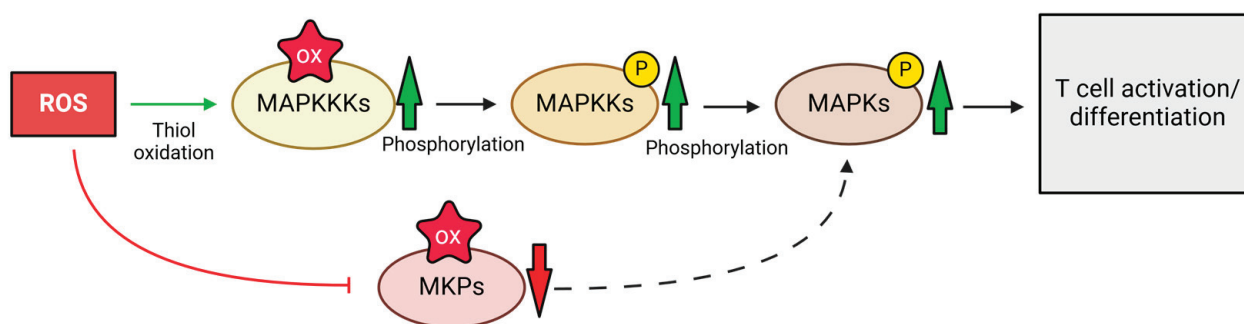 ROS
Thiol
oxidation
OX
MAPKKKs
Phosphorylation
P
MAPKKs
Phosphorylation
P
MAPKs
T cell activation/
differentiation
OX
MKPs